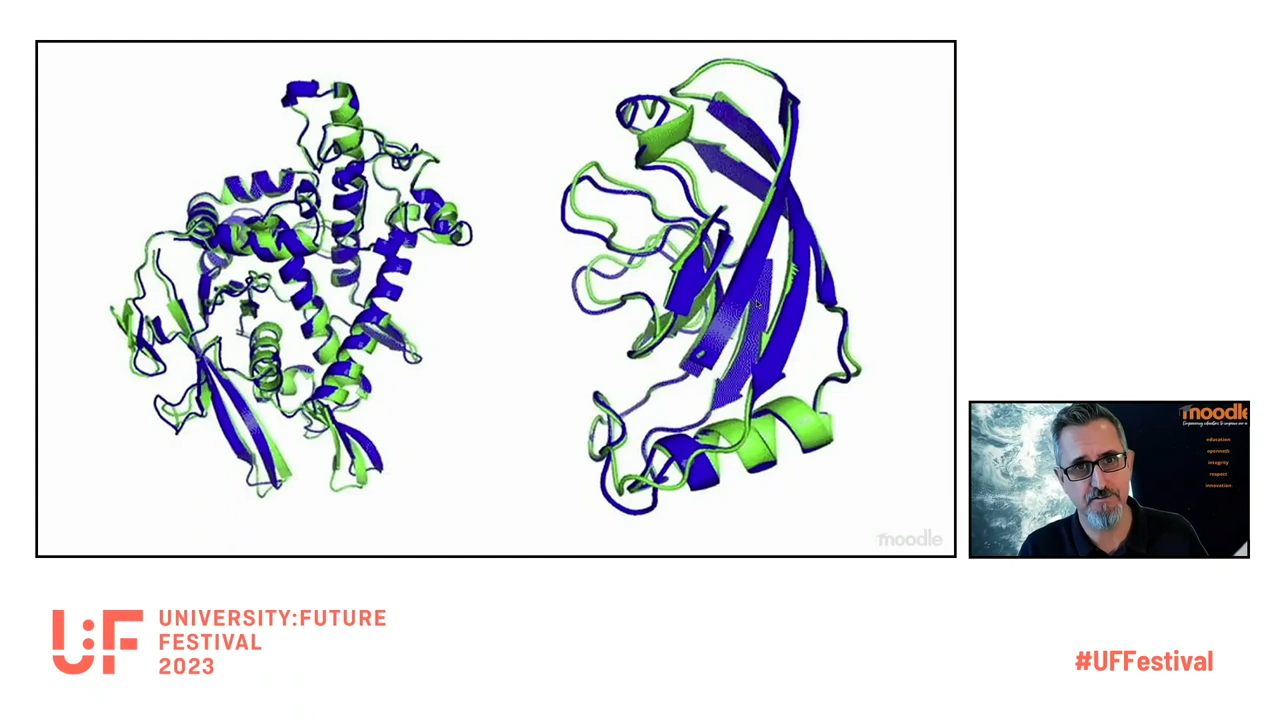 moodle
moodle
education
openness
integrity
respect
innovation
UNIVERSITY:FUTURE
FESTIVAL
2023
U:F
#UFFestival